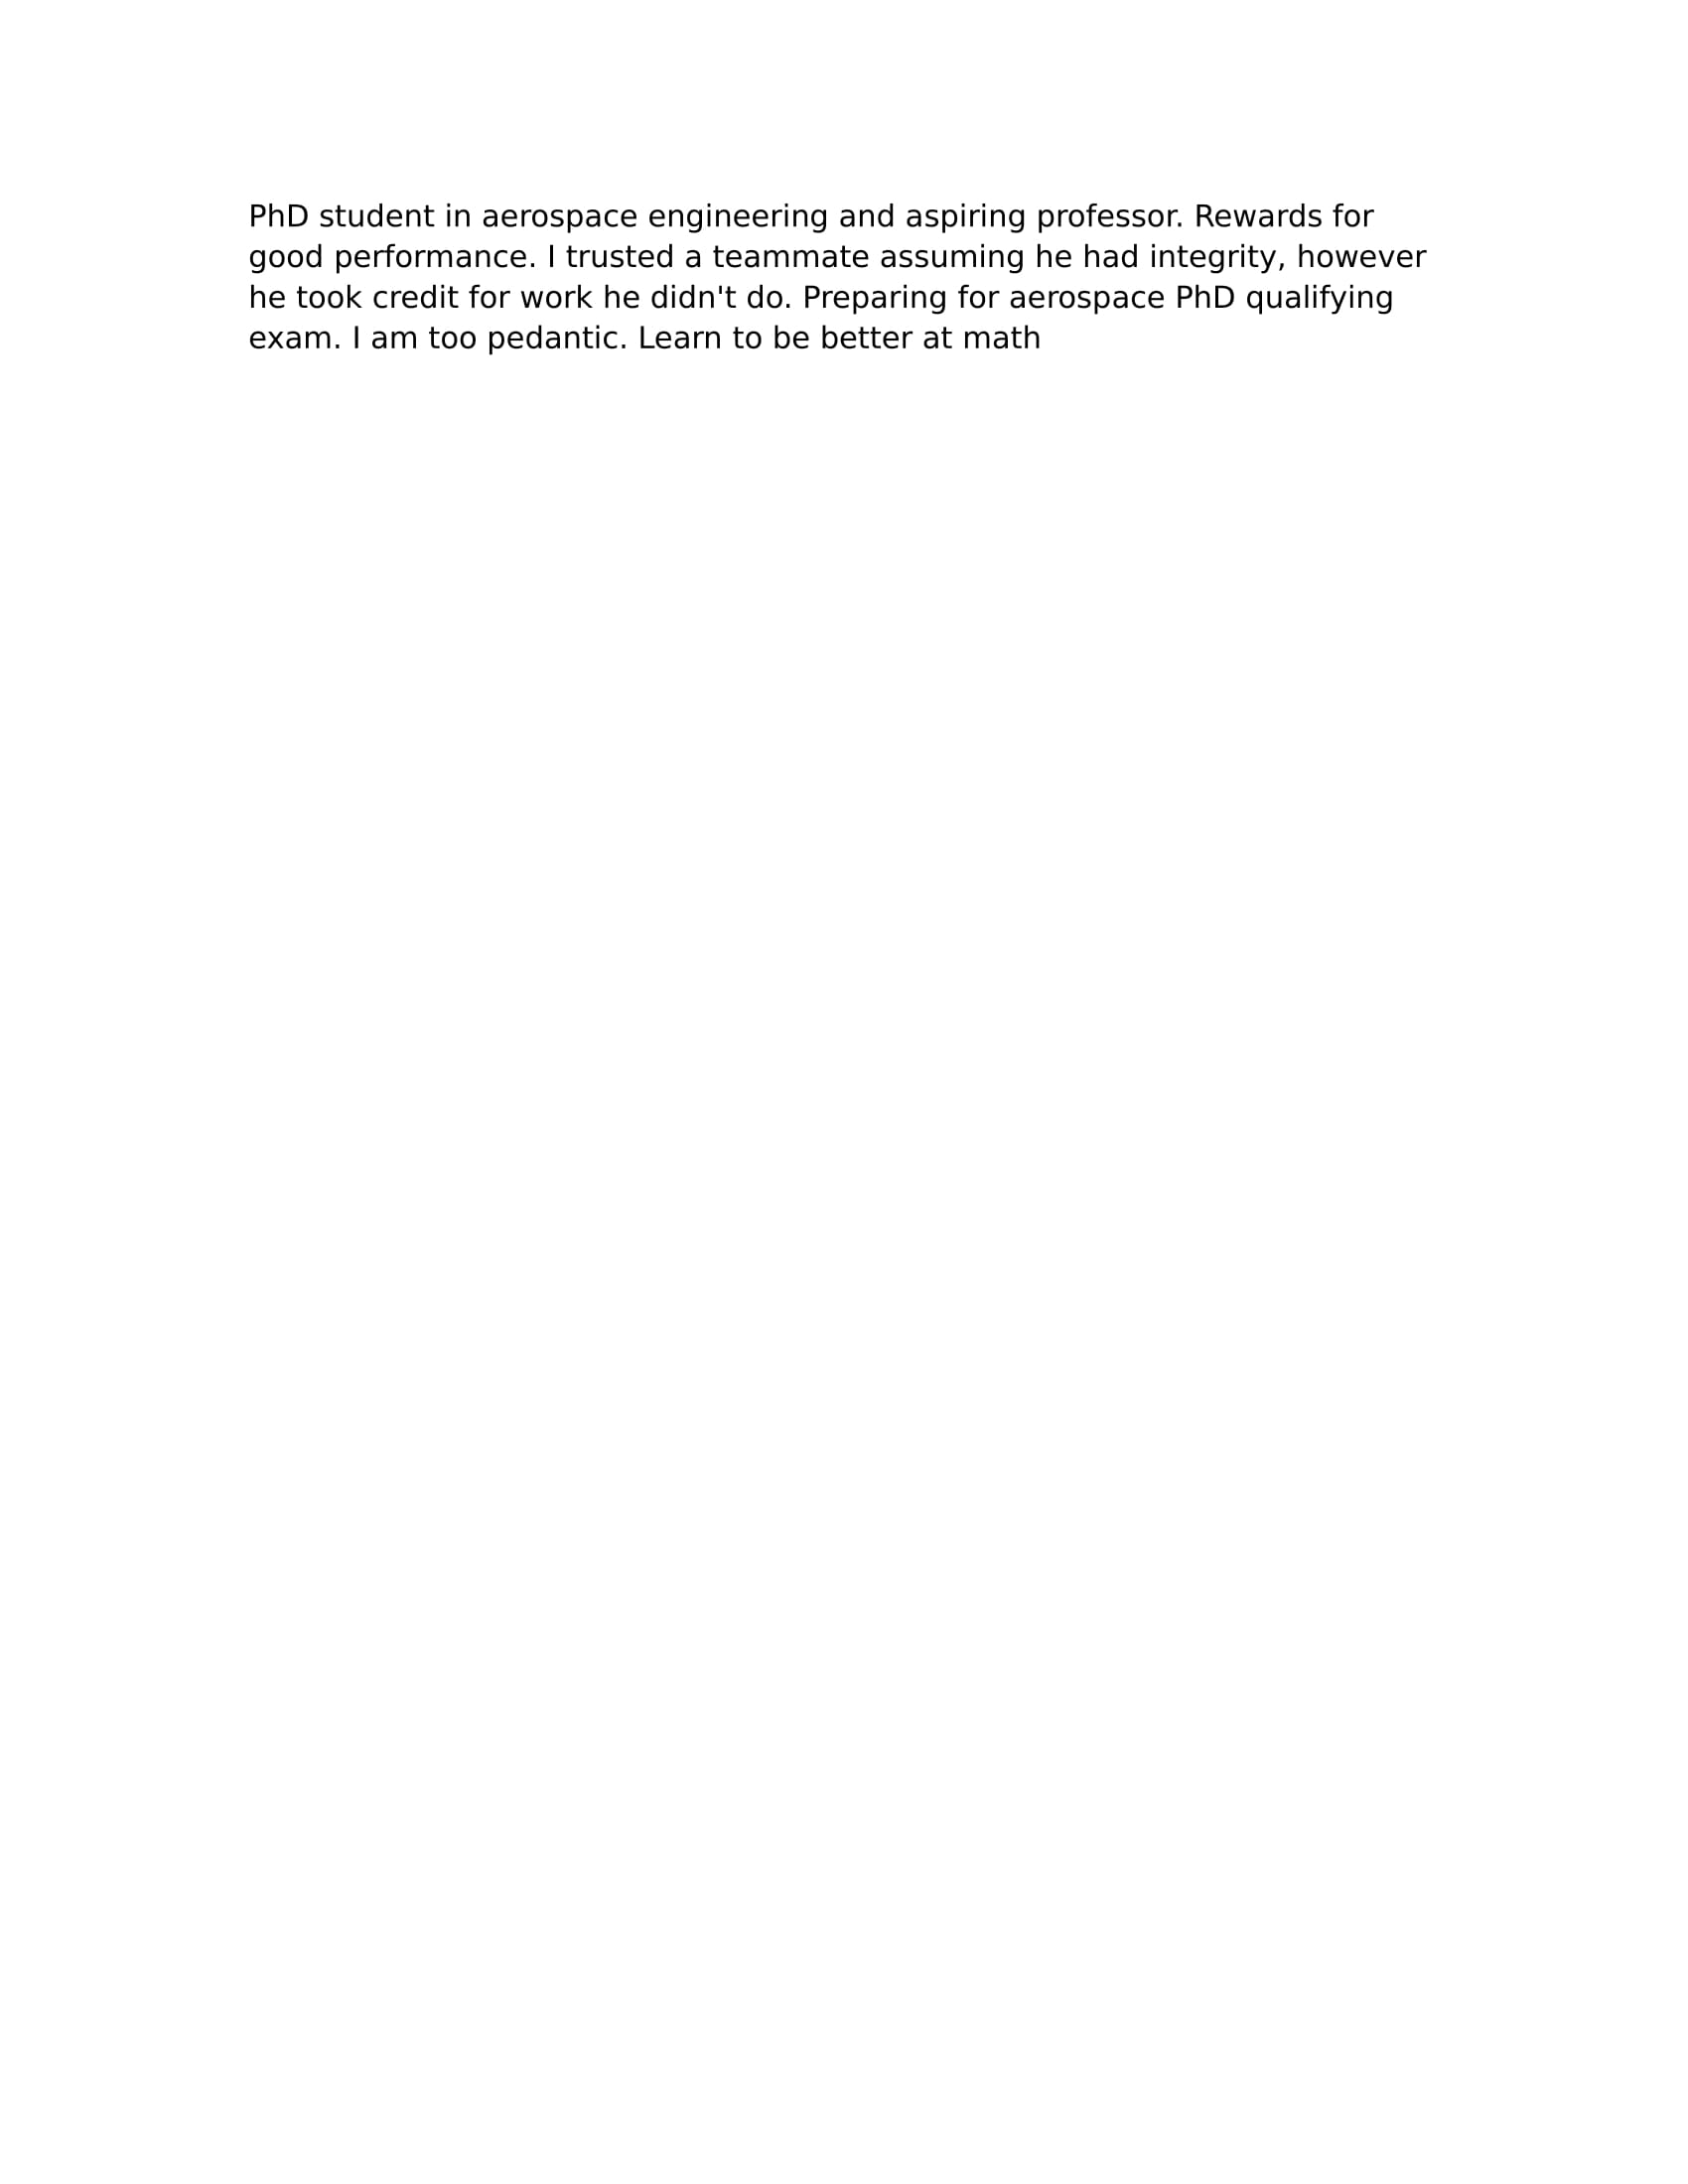 PhD student in aerospace engineering and aspiring professor. Rewards for
good performance. I trusted a teammate assuming he had integrity, however
he took credit for work he didn't do. Preparing for aerospace PhD qualifying
exam. I am too pedantic. Learn to be better at math